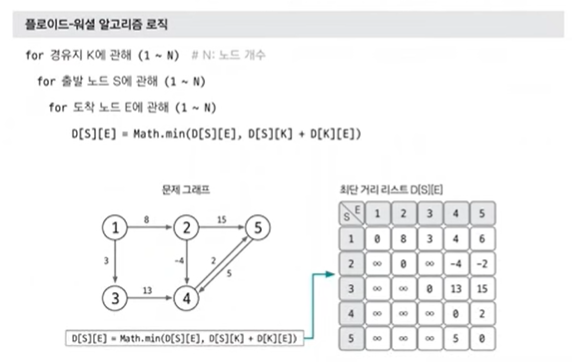 플로이드-워셜 알고리즘 로직
for 경유지 K에 관해 (1 ~ N) # N: 노드 개수
for 출발 노드 S에 관해 (1 ~ N)
for 도착 노드 E에 관해 (1 ~ N)
D[S][E] = Math.min(D[S][E], D[S][K] + D[K][E])
문제 그래프
1 8 2 15 5
3 -4 2 5
3 13 4
D[S][E] = Math.min(D[S][E], D[S][K] + D[K][E])
최단 거리 리스트 D[S][E]
S E 1 2 3 4 5
1 0 8 3 4 6
2 ∞ 0 ∞ -4 -2
3 ∞ ∞ 0 13 15
4 ∞ ∞ ∞ 0 2
5 ∞ ∞ ∞ 5 0